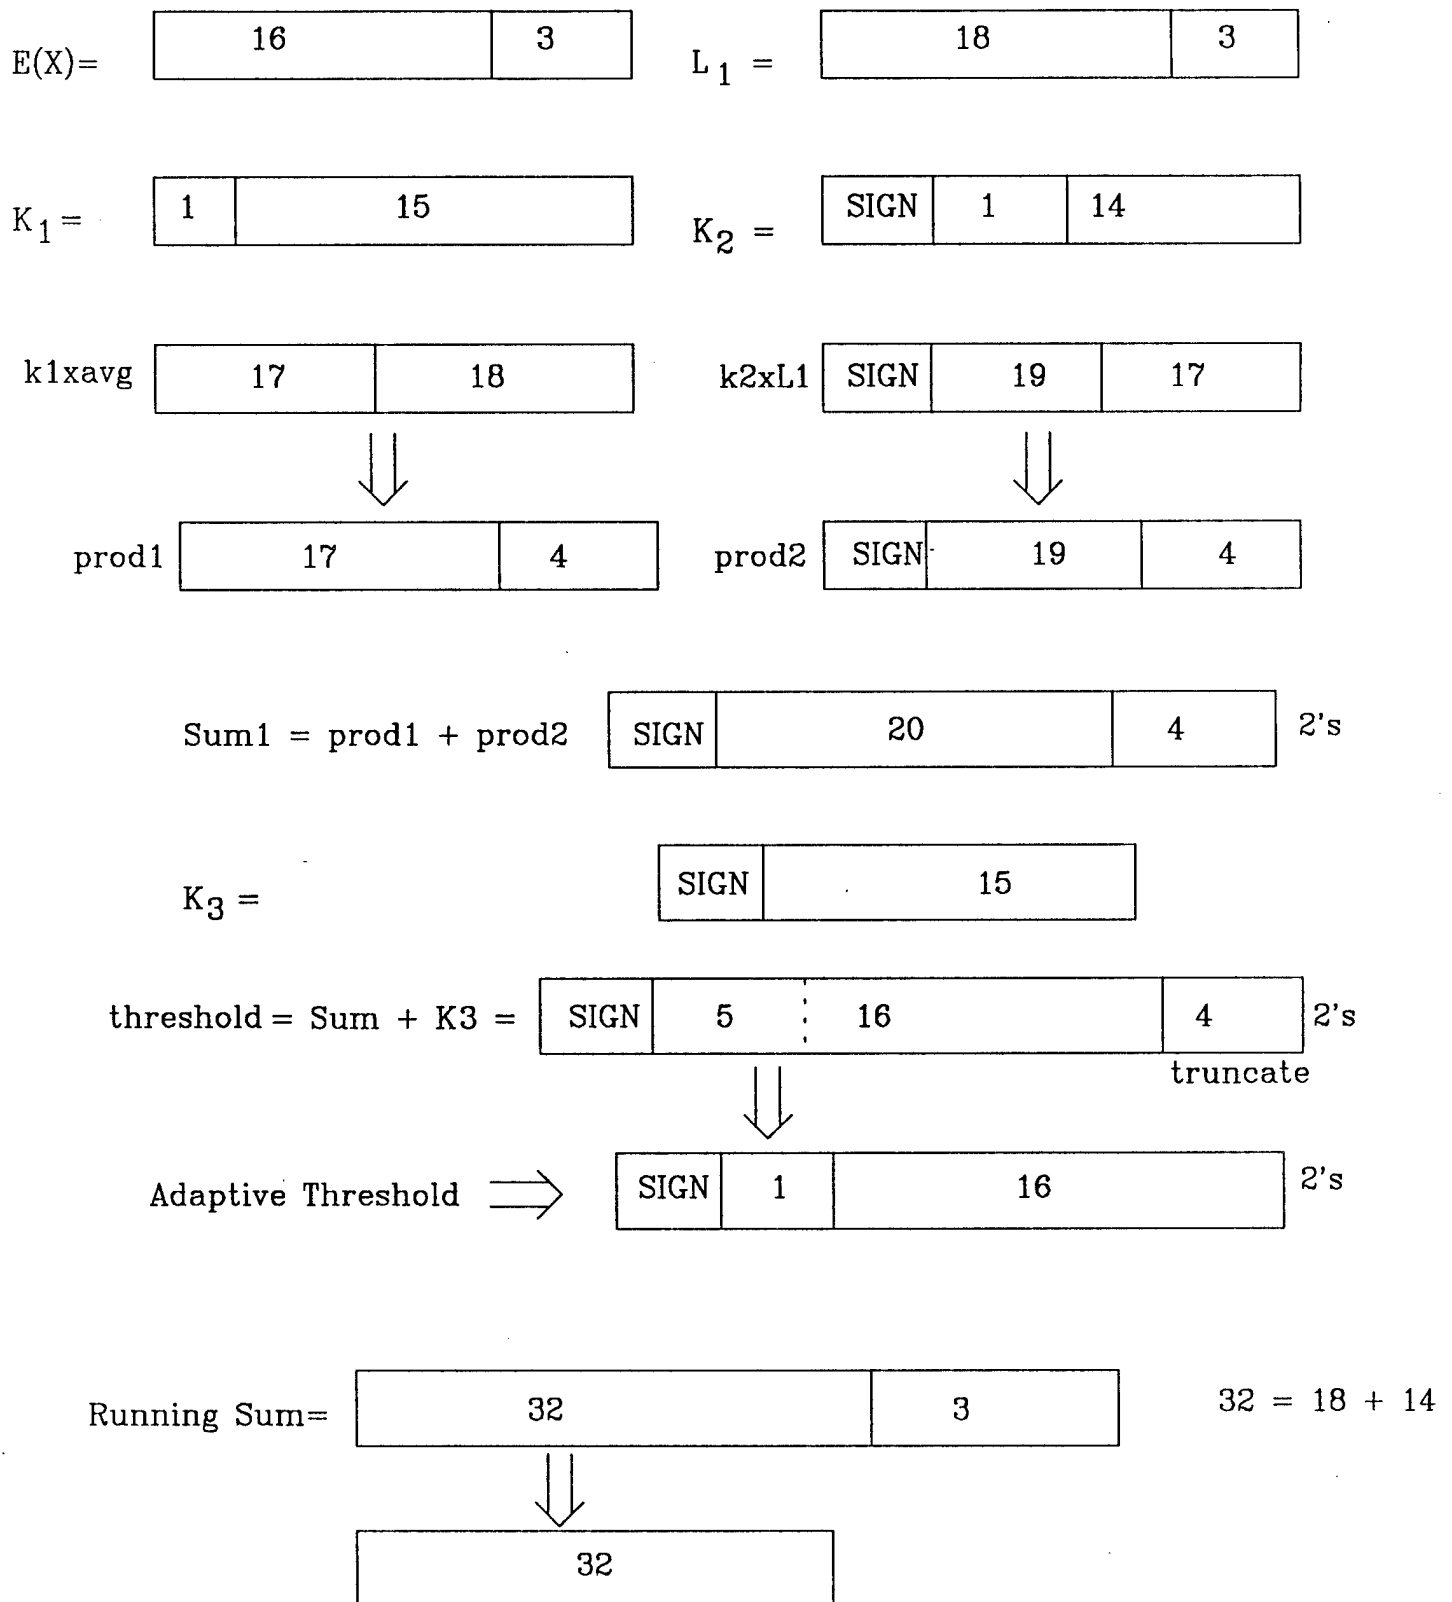 E(X)= 16 3 L1 = 18 3
K1= 1 15 K2 = SIGN 1 14
k1xavg 17 18 k2xL1 SIGN 19 17
prod1 17 4 prod2 SIGN 19 4
Sum1 = prod1 + prod2 SIGN 20 4 2's
K3 = SIGN 15
threshold = Sum + K3 = SIGN 5 16 4 2's
truncate
Adaptive Threshold SIGN 1 16 2's
Running Sum= 32 3 32 = 18 + 14
32